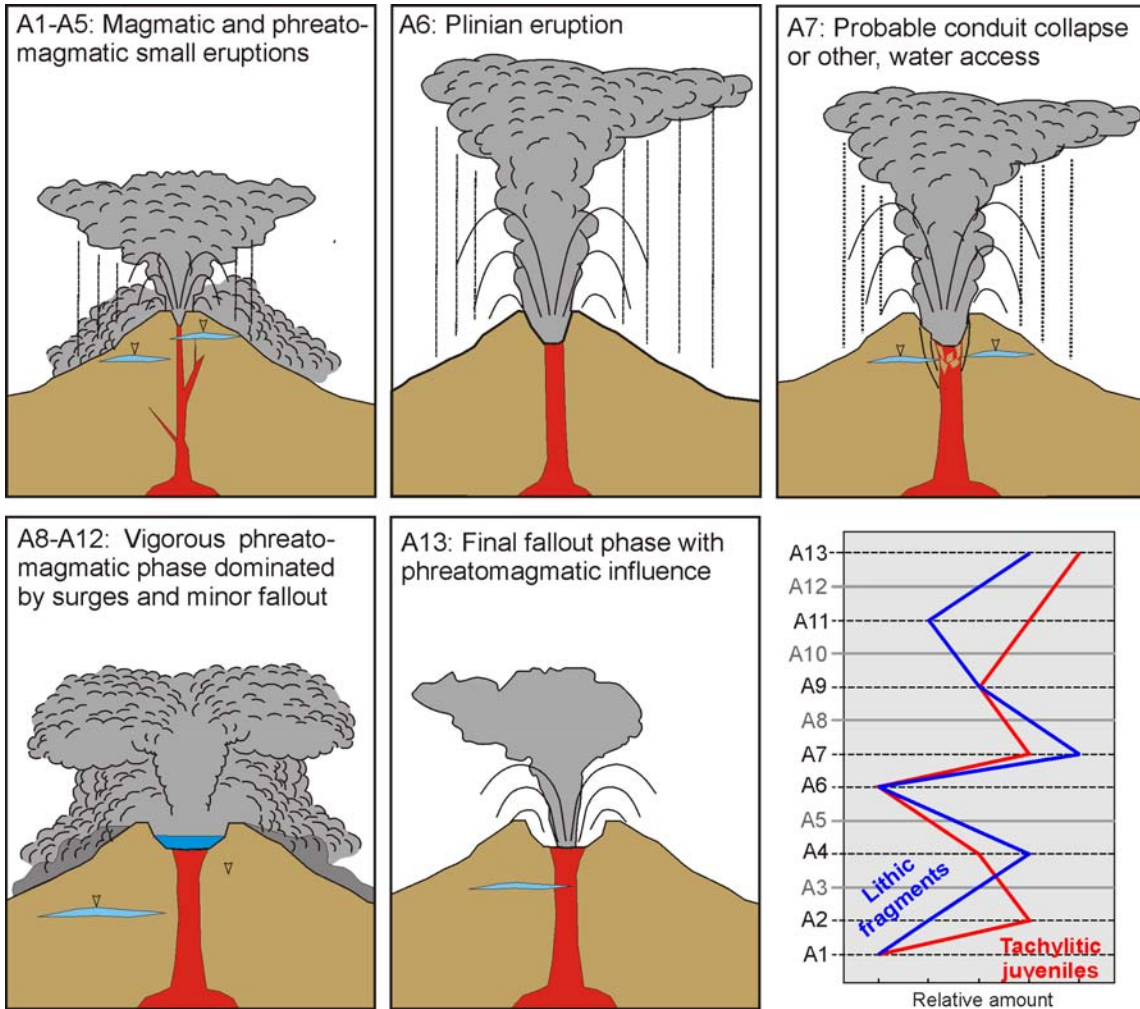 A1-A5: Magmatic and phreato-
magmatic small eruptions
A6: Plinian eruption
A7: Probable conduit collapse
or other, water access
A8-A12: Vigorous phreato-
magmatic phase dominated
by surges and minor fallout
A13: Final fallout phase with
phreatomagmatic influence
A13
A12
A11
A10
A9
A8
A7
A6
A5
A4
A3
A2
A1
Lithic
fragments
Tachylitic
juveniles
Relative amount